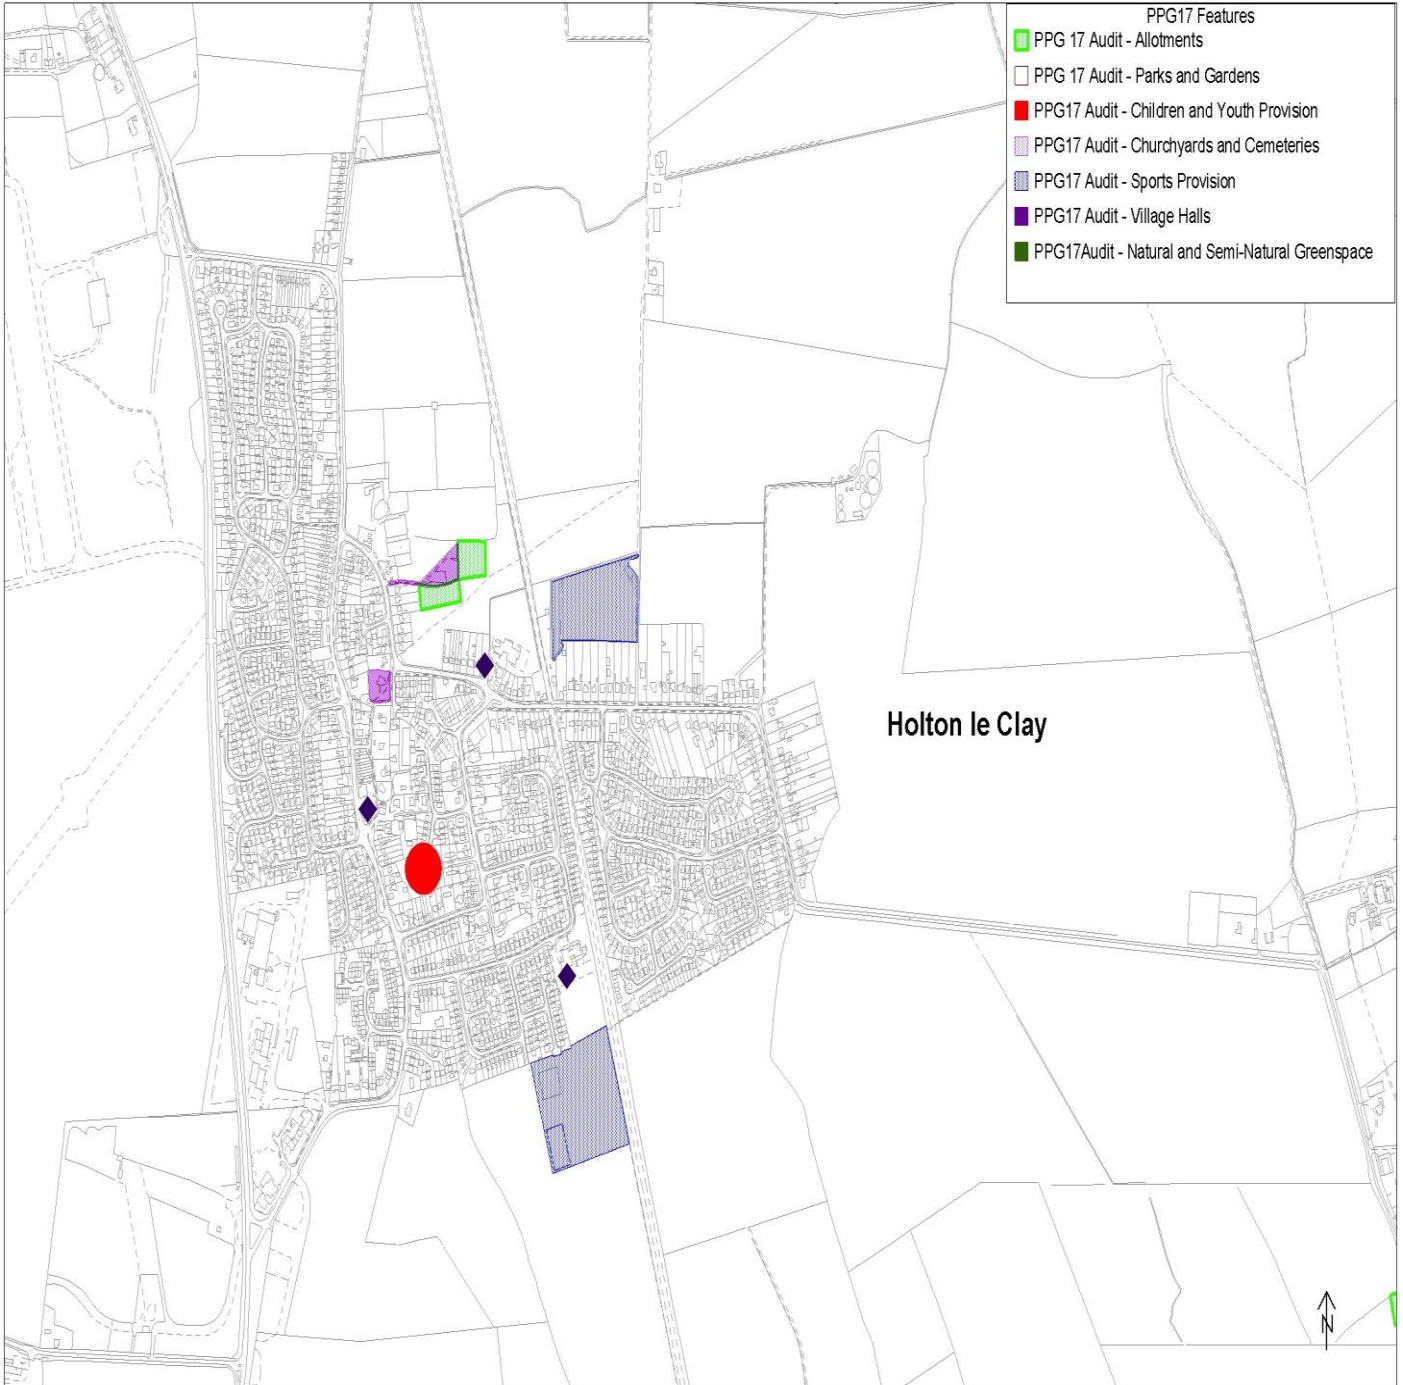 PPG17 Features
PPG 17 Audit - Allotments
PPG 17 Audit - Parks and Gardens
PPG17 Audit - Children and Youth Provision
PPG17 Audit - Churchyards and Cemeteries
PPG17 Audit - Sports Provision
PPG17 Audit - Village Halls
PPG17Audit - Natural and Semi-Natural Greenspace
Holton le Clay
N